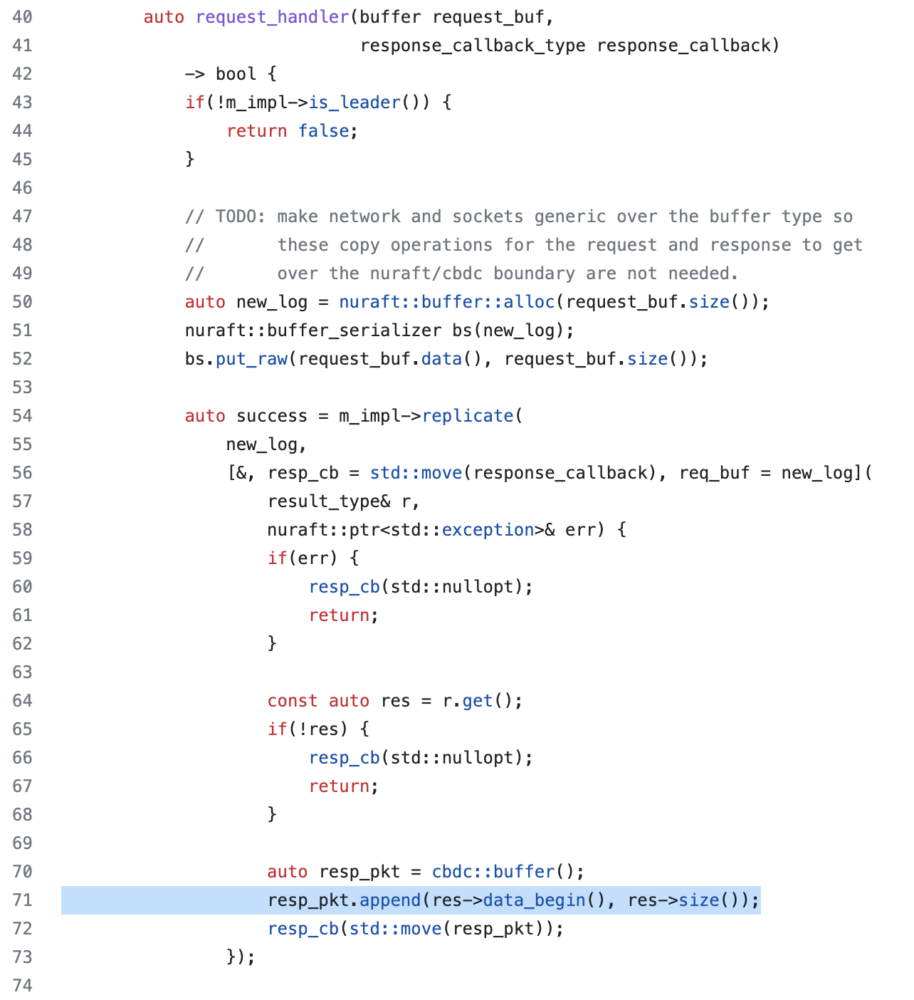 40 auto request_handler(buffer request_buf,
41 response_callback_type response_callback)
42 -> bool {
43 if(!m_impl->is_leader()) {
44 return false;
45 }
46
47 // TODO: make network and sockets generic over the buffer type so
48 // these copy operations for the request and response to get
49 // over the nuraft/cbdc boundary are not needed.
50 auto new_log = nuraft::buffer::alloc(request_buf.size());
51 nuraft::buffer_serializer bs(new_log);
52 bs.put_raw(request_buf.data(), request_buf.size());
53
54 auto success = m_impl->replicate(
55 new_log,
56 [&, resp_cb = std::move(response_callback), req_buf = new_log](
57 result_type& r,
58 nuraft::ptr<std::exception>& err) {
59 if(err) {
60 resp_cb(std::nullopt);
61 return;
62 }
63
64 const auto res = r.get();
65 if(!res) {
66 resp_cb(std::nullopt);
67 return;
68 }
69
70 auto resp_pkt = cbdc::buffer();
71 resp_pkt.append(res->data_begin(), res->size());
72 resp_cb(std::move(resp_pkt));
73 });
74